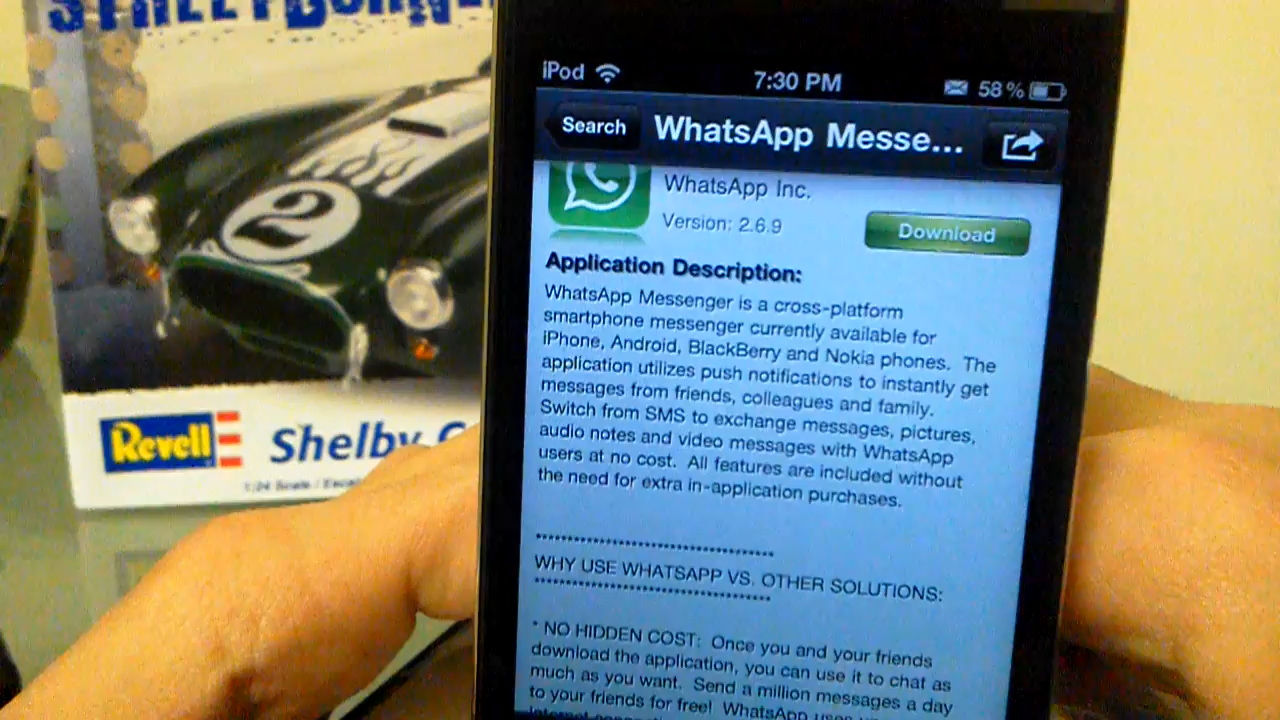 STREETBURNER
2
Revell
Shelby C
1/24 Scale /
iPod
7:30 PM
58%
Search
WhatsApp Messe...
WhatsApp Inc.
Version: 2.6.9
Download
Application Description:
WhatsApp Messenger is a cross-platform
smartphone messenger currently available for
iPhone, Android, BlackBerry and Nokia phones.  The
application utilizes push notifications to instantly get
messages from friends, colleagues and family.
Switch from SMS to exchange messages, pictures,
audio notes and video messages with WhatsApp
users at no cost.  All features are included without
the need for extra in-application purchases.
WHY USE WHATSAPP VS. OTHER SOLUTIONS:
* NO HIDDEN COST:  Once you and your friends
download the application, you can use it to chat as
much as you want.  Send a million messages a day
to your friends for free!  WhatsApp uses